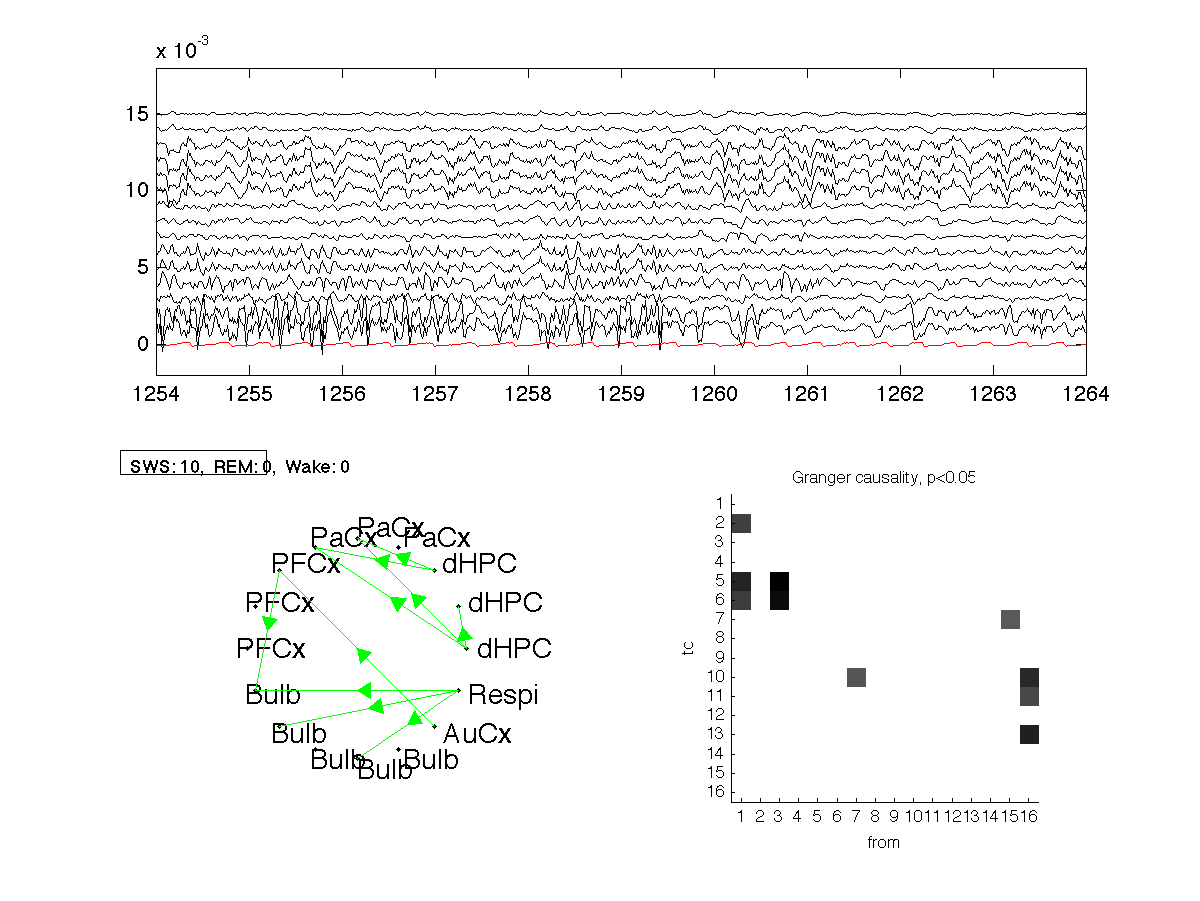 x 10-3
15
10
5
0
1254 1255 1256 1257 1258 1259 1260 1261 1262 1263 1264
SWS:10, REM:0, Wake:0
Granger causality, p<0.05
PaCx
PaCx PaCx
PFCx dHPC
PFCx dHPC
PFCx dHPC
Bulb Respi
Bulb AuCx
Bulb Bulb
Bulb
1
2
3
4
5
6
7
8
9
10
11
12
13
14
15
16
to
1 2 3 4 5 6 7 8 9 10 11 12 13 14 15 16
from